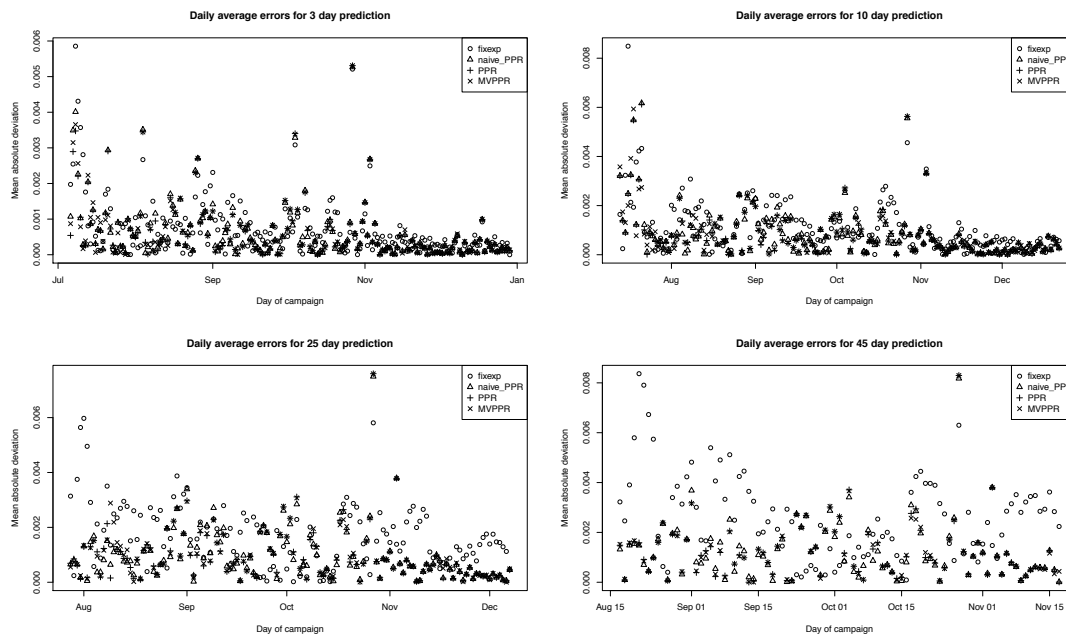 Daily average errors for 3 day prediction
Mean absolute deviation
0.000
0.001
0.002
0.003
0.004
0.005
0.006
fixexp
naive_PPR
PPR
MVPPR
Jul
Sep
Nov
Jan
Day of campaign
Daily average errors for 10 day prediction
Mean absolute deviation
0.000
0.002
0.004
0.006
0.008
fixexp
naive_PP
PPR
MVPPR
Aug
Sep
Oct
Nov
Dec
Day of campaign
Daily average errors for 25 day prediction
Mean absolute deviation
0.000
0.002
0.004
0.006
fixexp
naive_PPR
PPR
MVPPR
Aug
Sep
Oct
Nov
Dec
Day of campaign
Daily average errors for 45 day prediction
Mean absolute deviation
0.000
0.002
0.004
0.006
0.008
fixexp
naive_PP
PPR
MVPPR
Aug 15
Sep 01
Sep 15
Oct 01
Oct 15
Nov 01
Nov 15
Day of campaign